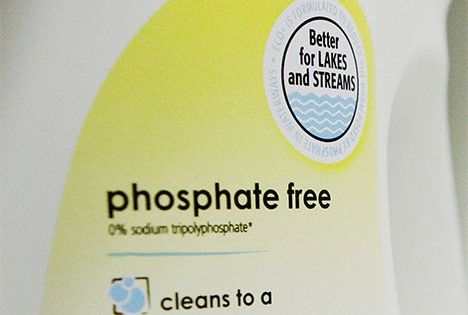 Better
for LAKES
and STREAMS
phosphate free
0% sodium tripolyphosphate*
cleans to a